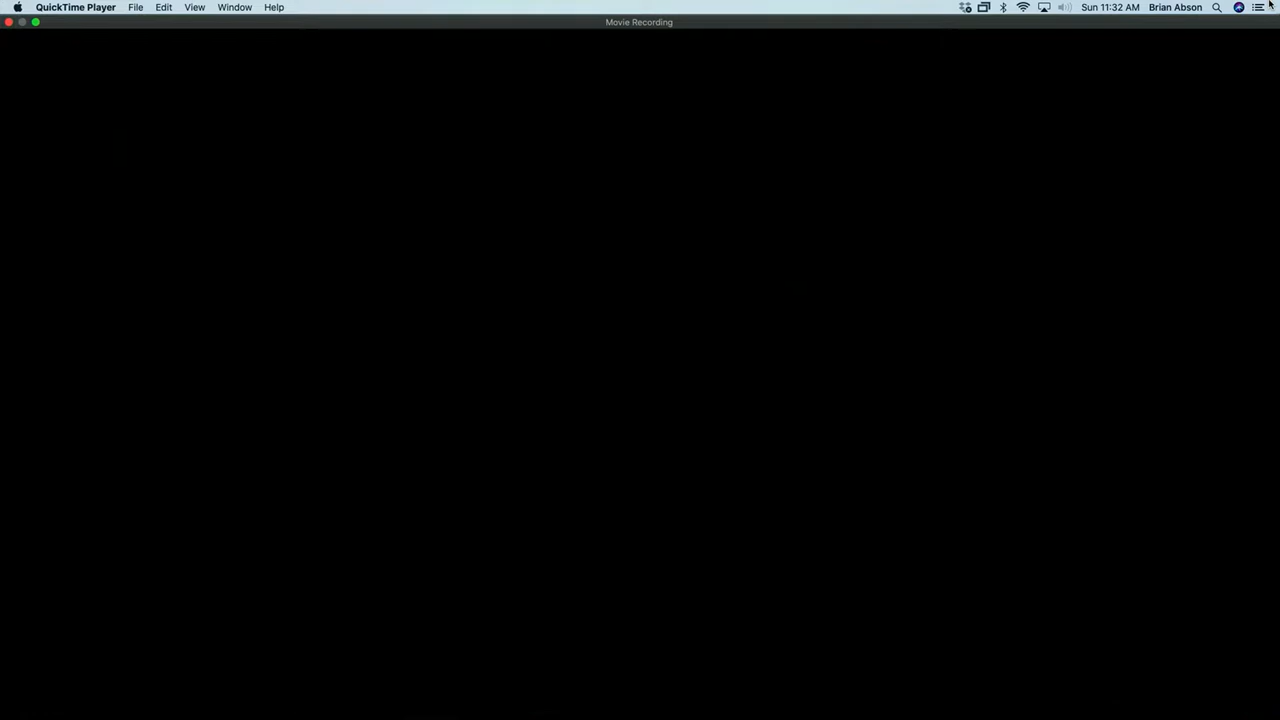 QuickTime Player File Edit View Window Help Sun 11:32 AM Brian Abson
Movie Recording